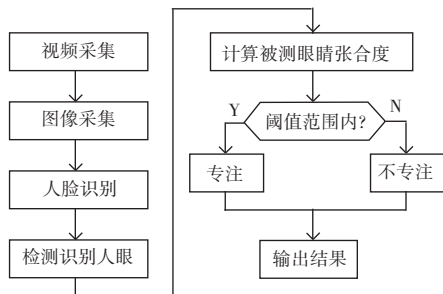 视频采集
图像采集
人脸识别
检测识别人眼
计算被测眼睛张合度
阈值范围内?
Y
N
专注
不专注
输出结果